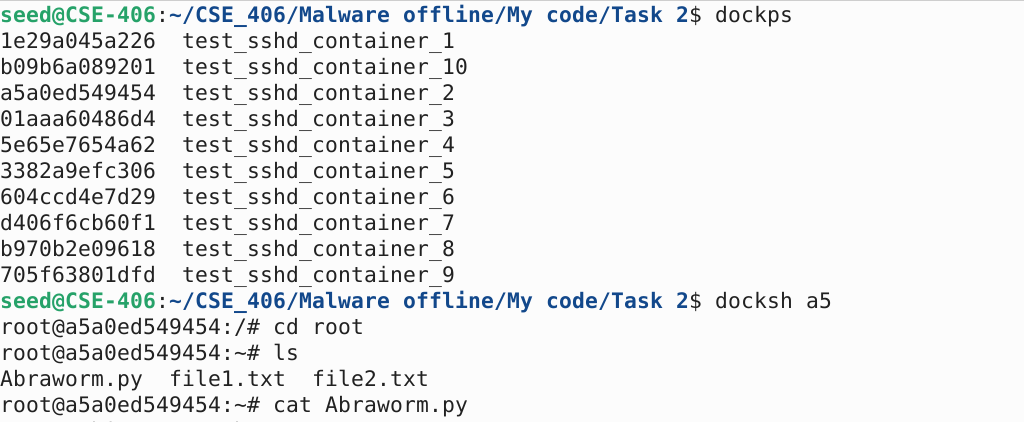 seed@CSE-406:~/CSE_406/Malware offline/My code/Task 2$ dockps
1e29a045a226  test_sshd_container_1
b09b6a089201  test_sshd_container_10
a5a0ed549454  test_sshd_container_2
01aaa60486d4  test_sshd_container_3
5e65e7654a62  test_sshd_container_4
3382a9efc306  test_sshd_container_5
604ccd4e7d29  test_sshd_container_6
d406f6cb60f1  test_sshd_container_7
b970b2e09618  test_sshd_container_8
705f63801dfd  test_sshd_container_9
seed@CSE-406:~/CSE_406/Malware offline/My code/Task 2$ docksh a5
root@a5a0ed549454:/# cd root
root@a5a0ed549454:~# ls
Abraworm.py  file1.txt  file2.txt
root@a5a0ed549454:~# cat Abraworm.py